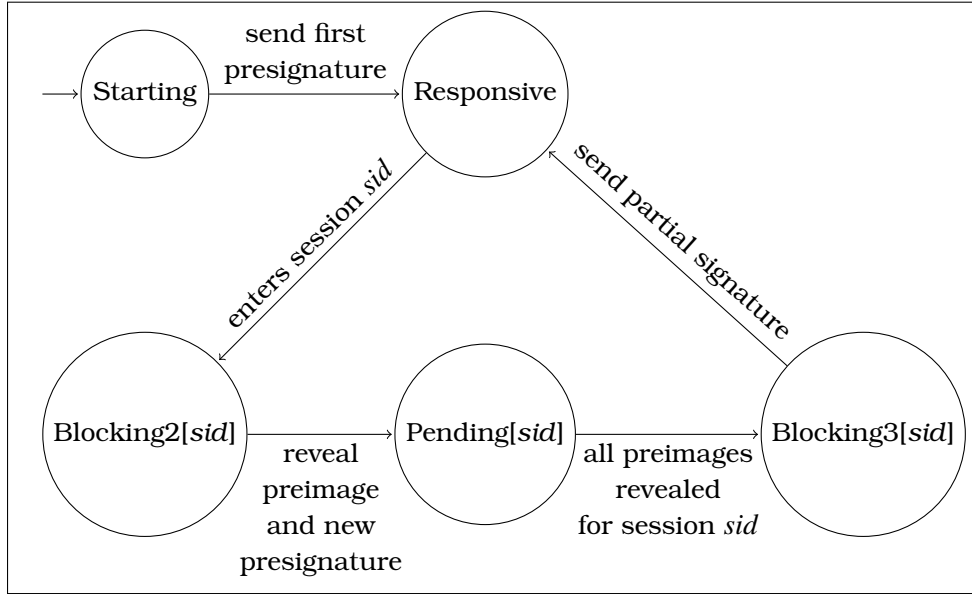 Starting
send first
presignature
Responsive
enters session sid
send partial signature
Blocking2[sid]
reveal
preimage
and new
presignature
Pending[sid]
all preimages
revealed
for session sid
Blocking3[sid]